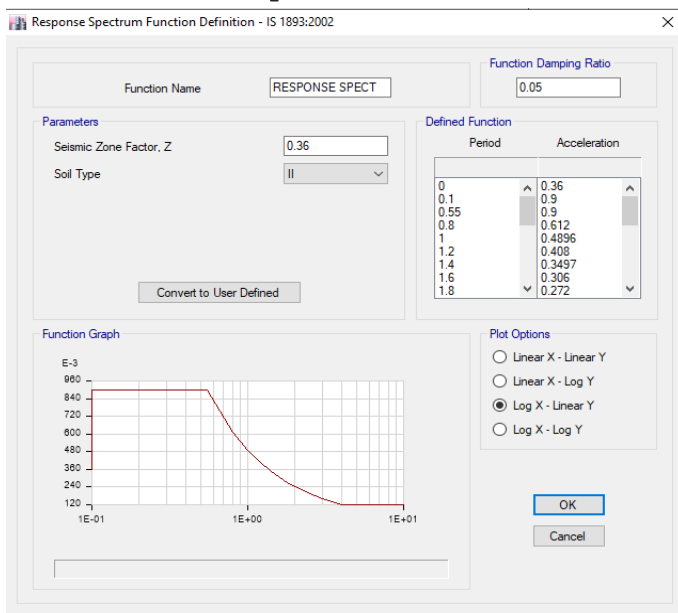 Response Spectrum Function Definition - IS 1893:2002
Function Damping Ratio
Function Name RESPONSE SPECT 0.05
Parameters
Seismic Zone Factor, Z 0.36
Soil Type II
Convert to User Defined
Defined Function
Period Acceleration
0 0.36
0.1 0.9
0.55 0.9
0.8 0.612
1 0.4896
1.2 0.408
1.4 0.3497
1.6 0.306
1.8 0.272
Function Graph
E-3
960
840
720
600
480
360
240
120
1E-01 1E+00 1E+01
Plot Options
Linear X - Linear Y
Linear X - Log Y
Log X - Linear Y
Log X - Log Y
OK
Cancel